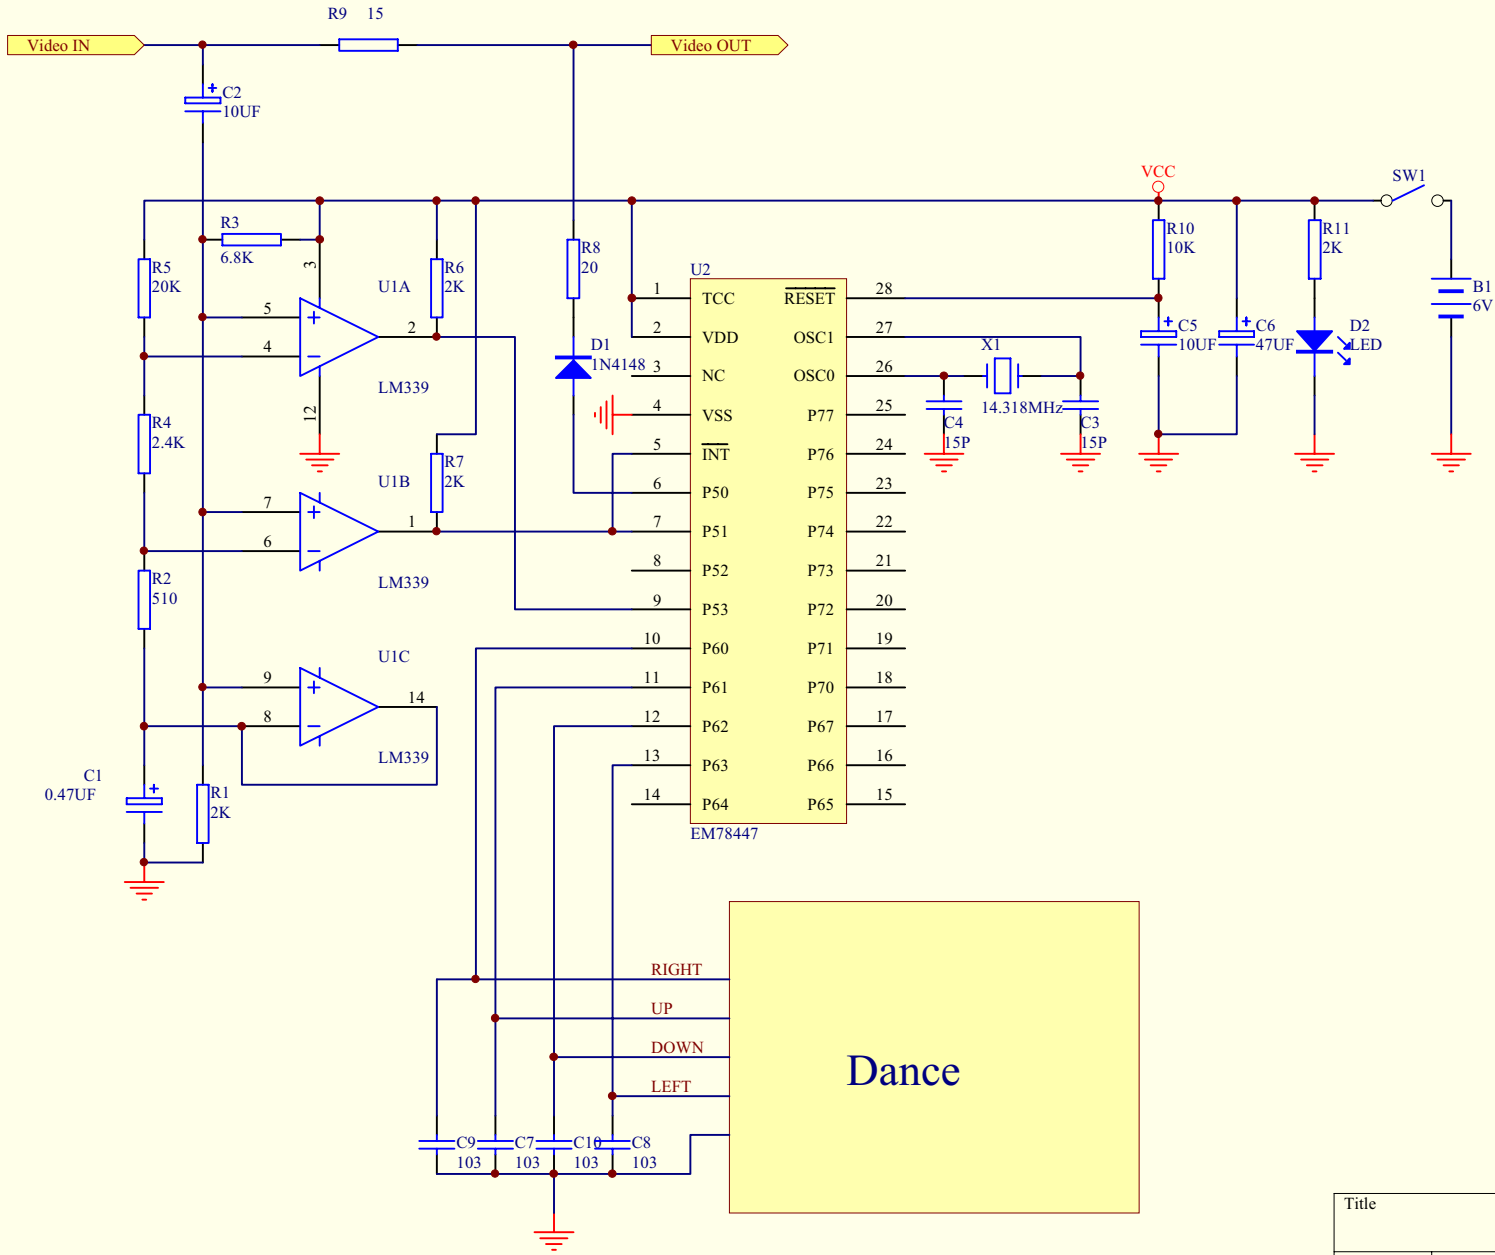 R9 15
Video IN
Video OUT
C2
10UF
VCC
SW1
R3
6.8K
R5
20K
3
U1A
5
4
2
12
LM339
R6
2K
R8
20
D1
1N4148
R10
10K
R11
2K
B1
6V
C5
10UF
C6
47UF
D2
LED
X1
14.318MHz
C4
15P
C3
15P
R4
2.4K
U1B
7
6
1
LM339
R7
2K
R2
510
U1C
9
8
14
LM339
C1
0.47UF
R1
2K
U2
1 TCC RESET 28
2 VDD OSC1 27
3 NC OSC0 26
4 VSS P77 25
5 INT P76 24
6 P50 P75 23
7 P51 P74 22
8 P52 P73 21
9 P53 P72 20
10 P60 P71 19
11 P61 P70 18
12 P62 P67 17
13 P63 P66 16
14 P64 P65 15
EM78447
RIGHT
UP
DOWN
LEFT
Dance
C9
103
C7
103
C10
103
C8
103
Title